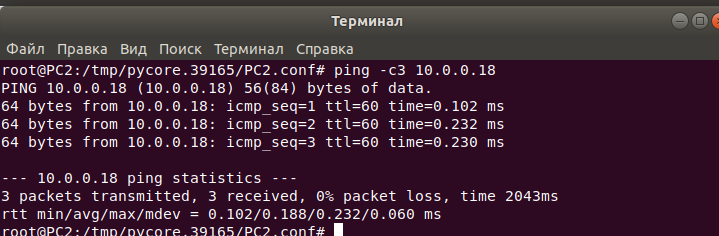 Терминал
Файл Правка Вид Поиск Терминал Справка
root@PC2:/tmp/pycore.39165/PC2.conf# ping -c3 10.0.0.18
PING 10.0.0.18 (10.0.0.18) 56(84) bytes of data.
64 bytes from 10.0.0.18: icmp_seq=1 ttl=60 time=0.102 ms
64 bytes from 10.0.0.18: icmp_seq=2 ttl=60 time=0.232 ms
64 bytes from 10.0.0.18: icmp_seq=3 ttl=60 time=0.230 ms
--- 10.0.0.18 ping statistics ---
3 packets transmitted, 3 received, 0% packet loss, time 2043ms
rtt min/avg/max/mdev = 0.102/0.188/0.232/0.060 ms
root@PC2:/tmp/pycore.39165/PC2.conf#